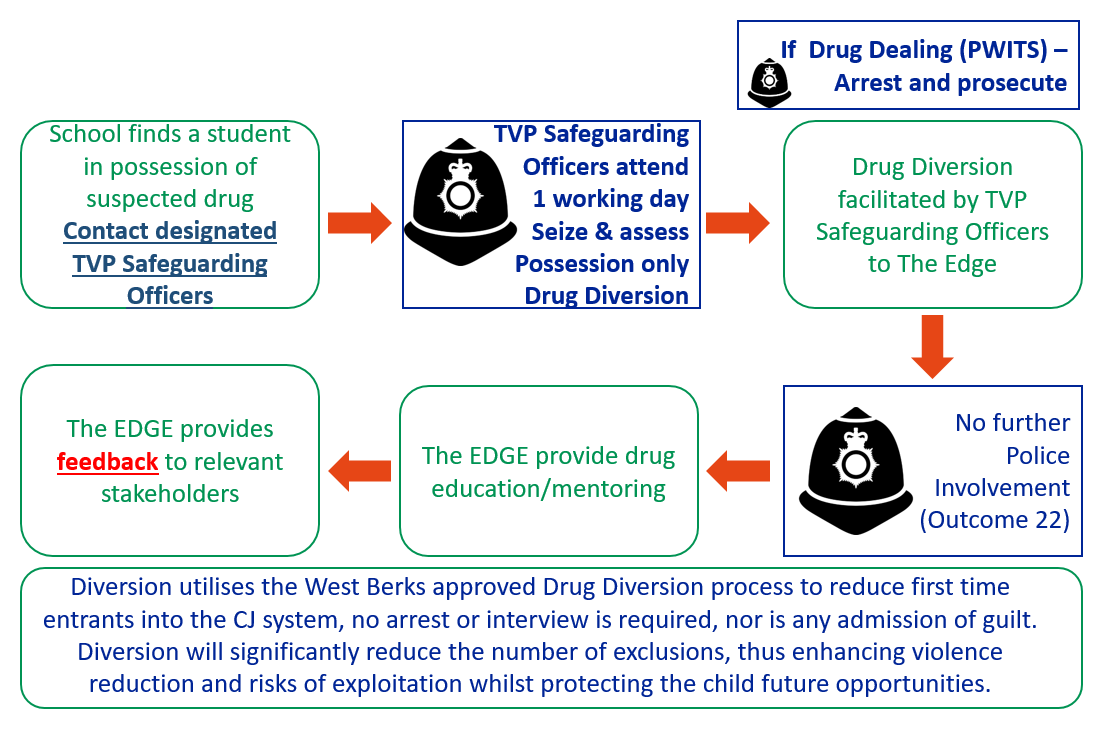 If  Drug Dealing (PWITS) –
Arrest and prosecute
School finds a student
in possession of
suspected drug
Contact designated
TVP Safeguarding
Officers
TVP Safeguarding
Officers attend
1 working day
Seize & assess
Possession only
Drug Diversion
Drug Diversion
facilitated by TVP
Safeguarding Officers
to The Edge
No further
Police
Involvement
(Outcome 22)
The EDGE provide drug
education/mentoring
The EDGE provides
feedback to relevant
stakeholders
Diversion utilises the West Berks approved Drug Diversion process to reduce first time
entrants into the CJ system, no arrest or interview is required, nor is any admission of guilt.
Diversion will significantly reduce the number of exclusions, thus enhancing violence
reduction and risks of exploitation whilst protecting the child future opportunities.